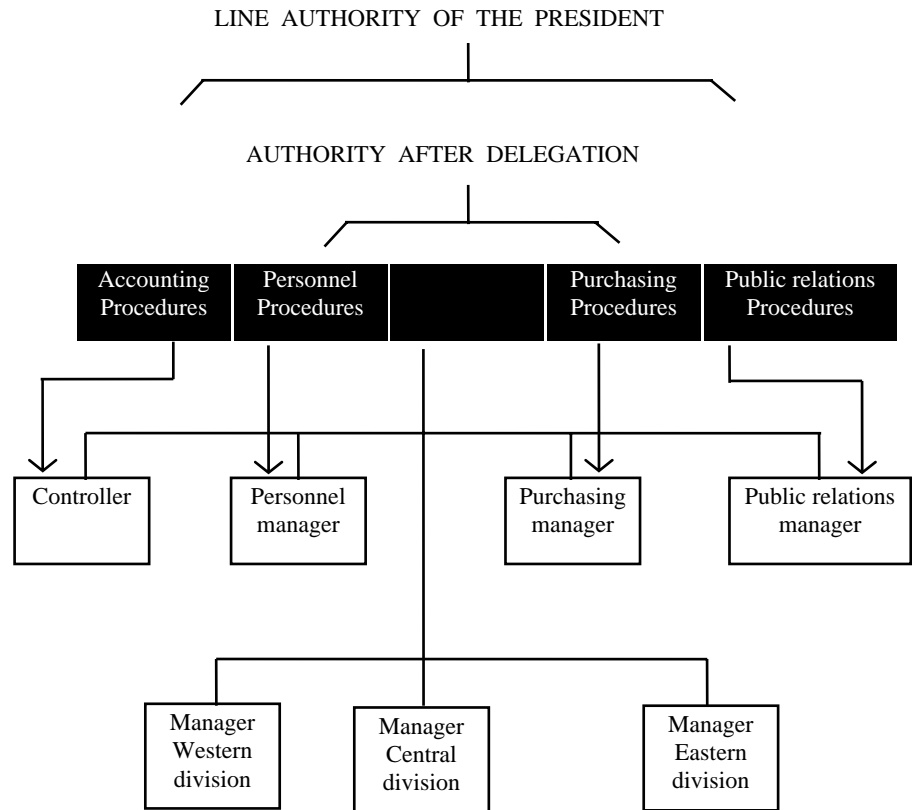 LINE AUTHORITY OF THE PRESIDENT
AUTHORITY AFTER DELEGATION
Accounting
Procedures
Personnel
Procedures
Purchasing
Procedures
Public relations
Procedures
Controller
Personnel
manager
Purchasing
manager
Public relations
manager
Manager
Western
division
Manager
Central
division
Manager
Eastern
division